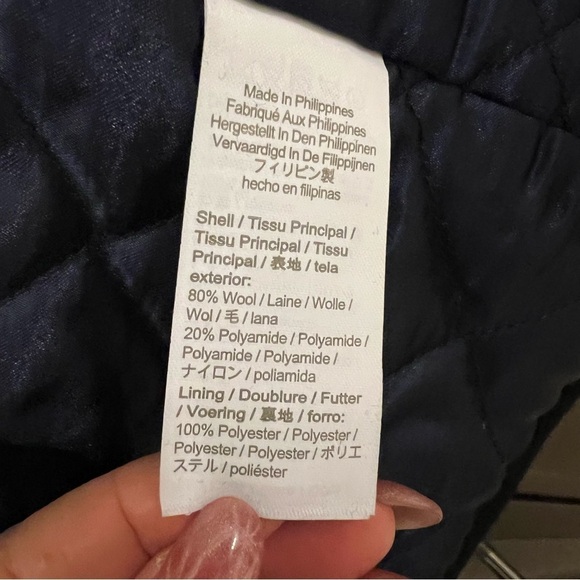 Made In Philippines
Fabriqué Aux Philippines
Hergestellt In Den Philippinen
Vervaardigd In De Filippijnen
フィリピン製
hecho en filipinas
Shell / Tissu Principal /
Tissu Principal / Tissu
Principal / 表地 / tela
exterior:
80% Wool / Laine / Wolle /
Wol / 毛 / lana
20% Polyamide / Polyamide /
Polyamide / Polyamide /
ナイロン / poliamida
Lining / Doublure / Futter
/ Voering / 裏地 / forro:
100% Polyester / Polyester /
Polyester / Polyester / ポリエ
ステル / poliéster